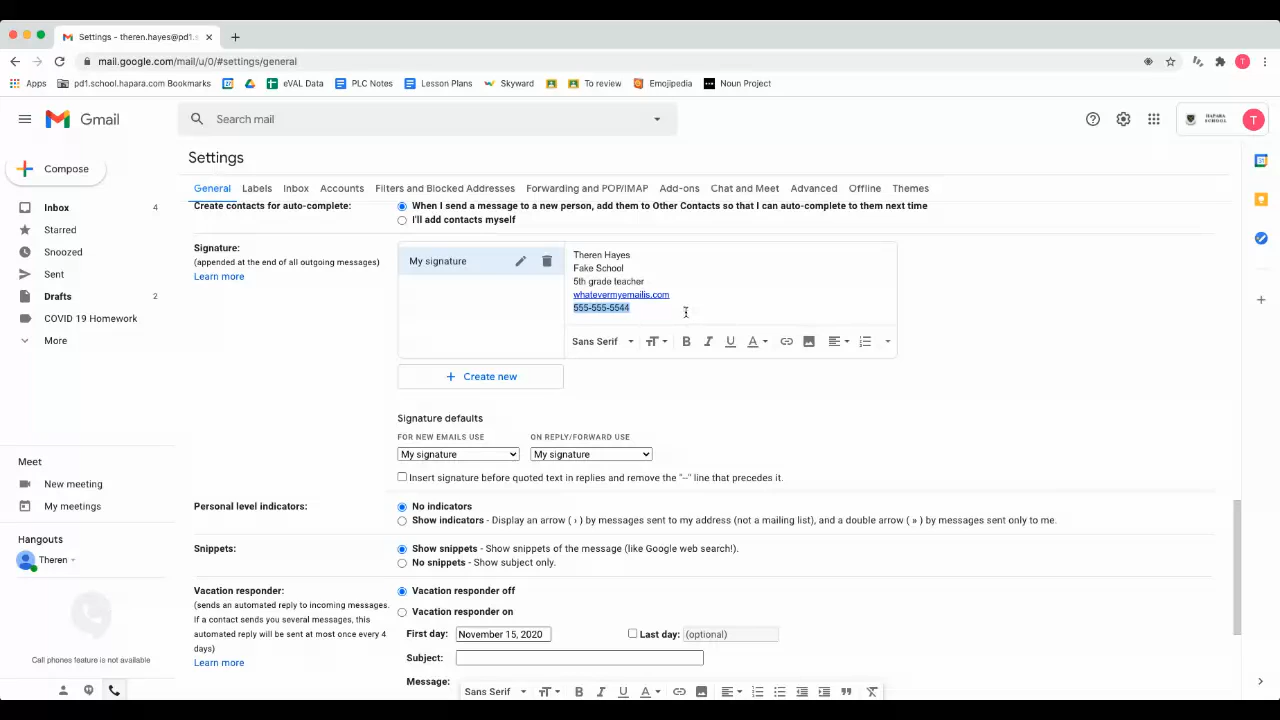 Settings - theren.hayes@pd1.s
mail.google.com/mail/u/0/#settings/general
Apps pd1.school.hapara.com Bookmarks eVAL Data PLC Notes Lesson Plans Skyward To review Emojipedia Noun Project
Gmail
Search mail
HAPARA SCHOOL
T
Compose
Inbox 4
Starred
Snoozed
Sent
Drafts 2
COVID 19 Homework
More
Meet
New meeting
My meetings
Hangouts
Theren
Call phones feature is not available
Settings
General Labels Inbox Accounts Filters and Blocked Addresses Forwarding and POP/IMAP Add-ons Chat and Meet Advanced Offline Themes
Create contacts for auto-complete: When I send a message to a new person, add them to Other Contacts so that I can auto-complete to them next time
I'll add contacts myself
Signature:
(appended at the end of all outgoing messages)
Learn more
My signature
Theren Hayes
Fake School
5th grade teacher
whatevermyemailis.com
555-555-5544
Sans Serif
Create new
Signature defaults
FOR NEW EMAILS USE ON REPLY/FORWARD USE
My signature My signature
Insert signature before quoted text in replies and remove the "--" line that precedes it.
Personal level indicators: No indicators
Show indicators - Display an arrow ( › ) by messages sent to my address (not a mailing list), and a double arrow ( » ) by messages sent only to me.
Snippets: Show snippets - Show snippets of the message (like Google web search!).
No snippets - Show subject only.
Vacation responder: Vacation responder off
(sends an automated reply to incoming messages.
If a contact sends you several messages, this
automated reply will be sent at most once every 4
days)
Learn more
Vacation responder on
First day: November 15, 2020 Last day: (optional)
Subject:
Message:
Sans Serif